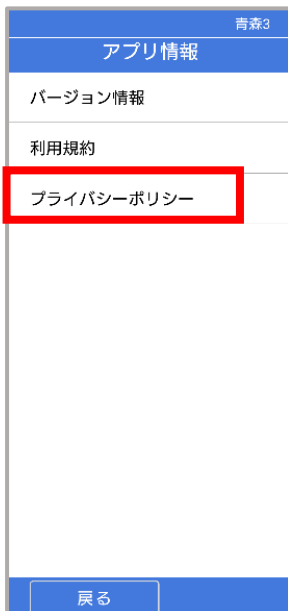 青森3
アプリ情報
バージョン情報
利用規約
プライバシーポリシー
戻る